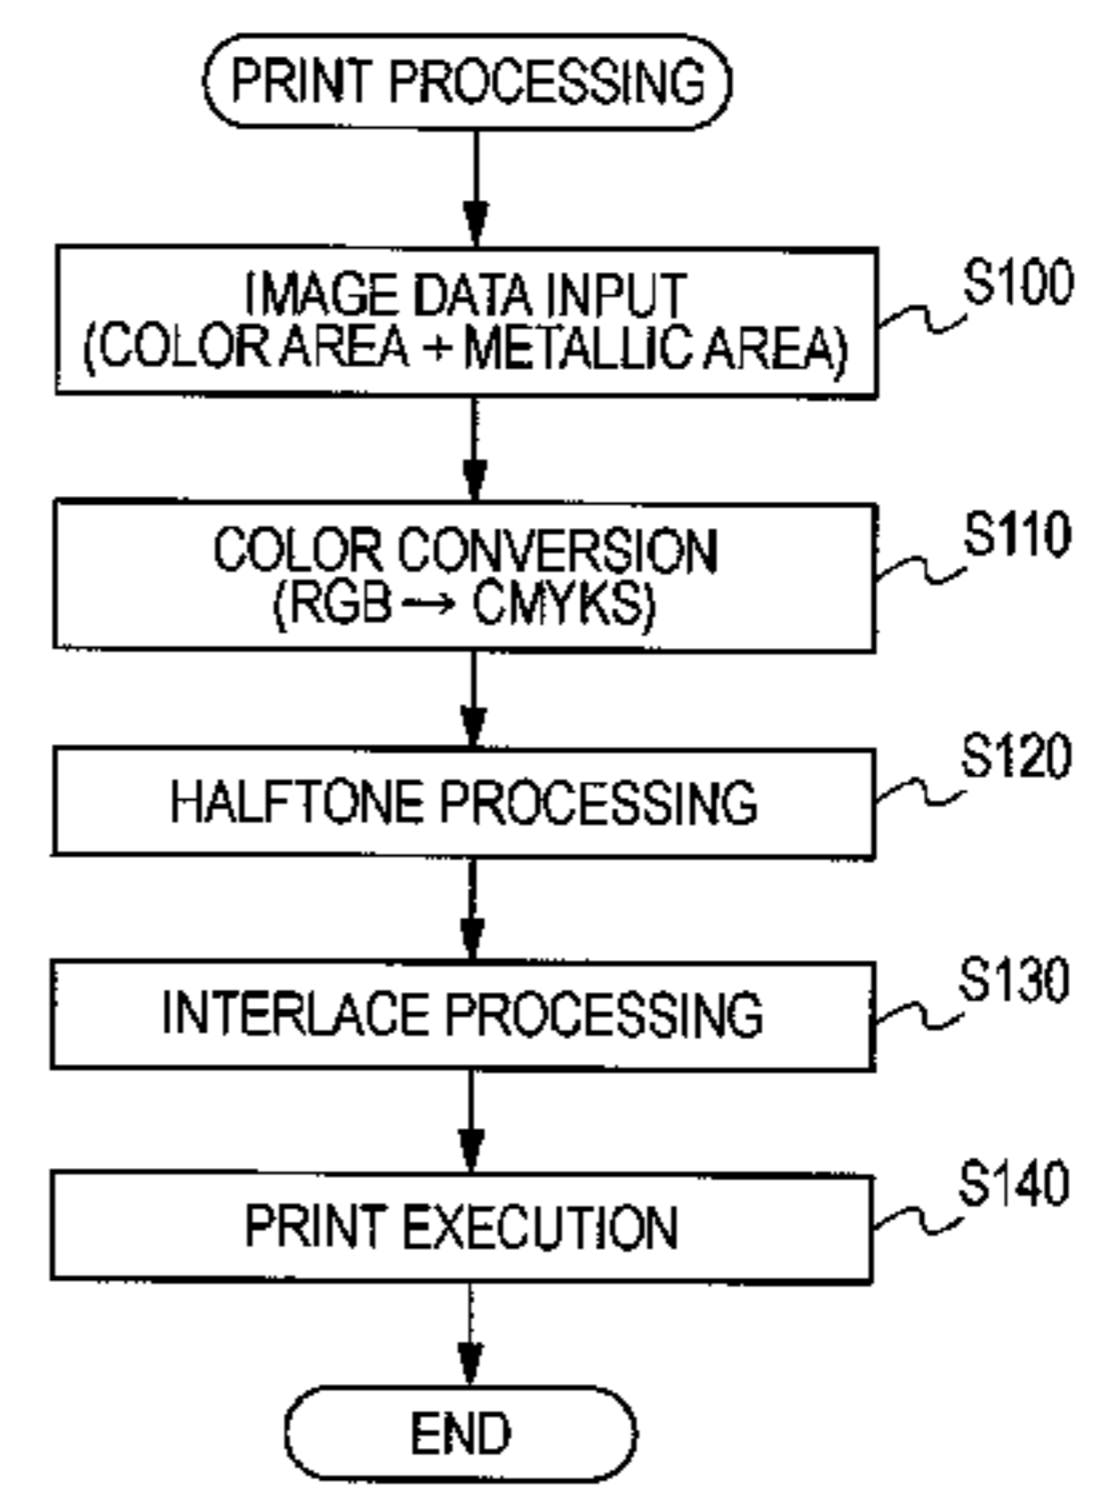 PRINT PROCESSING
IMAGE DATA INPUT
(COLOR AREA + METALLIC AREA)
S100
COLOR CONVERSION
(RGB → CMYKS)
S110
HALFTONE PROCESSING
S120
INTERLACE PROCESSING
S130
PRINT EXECUTION
S140
END